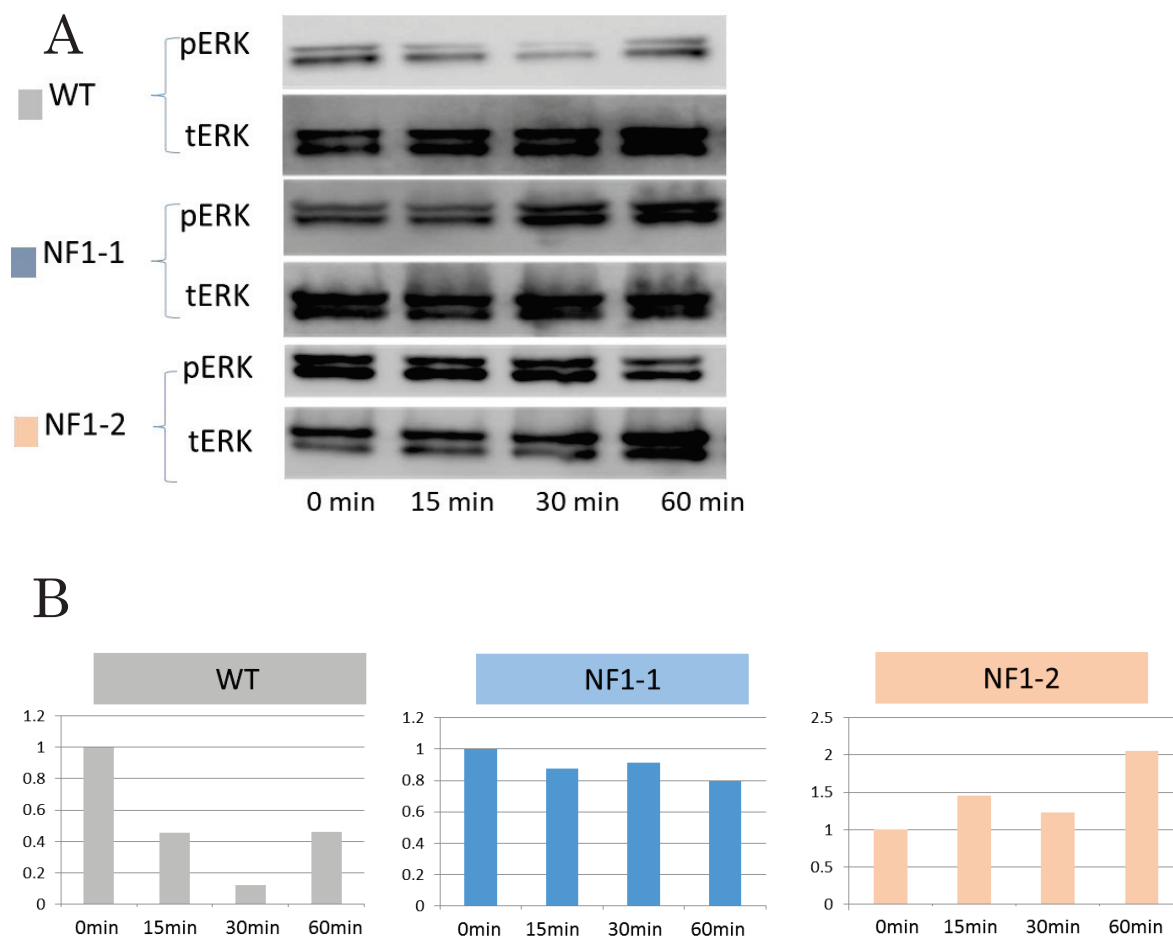 A
WT
pERK
tERK
NF1-1
pERK
tERK
NF1-2
pERK
tERK
0 min 15 min 30 min 60 min
B
WT
1.2
1
0.8
0.6
0.4
0.2
0
0min 15min 30min 60min
NF1-1
1.2
1
0.8
0.6
0.4
0.2
0
0min 15min 30min 60min
NF1-2
2.5
2
1.5
1
0.5
0
0min 15min 30min 60min